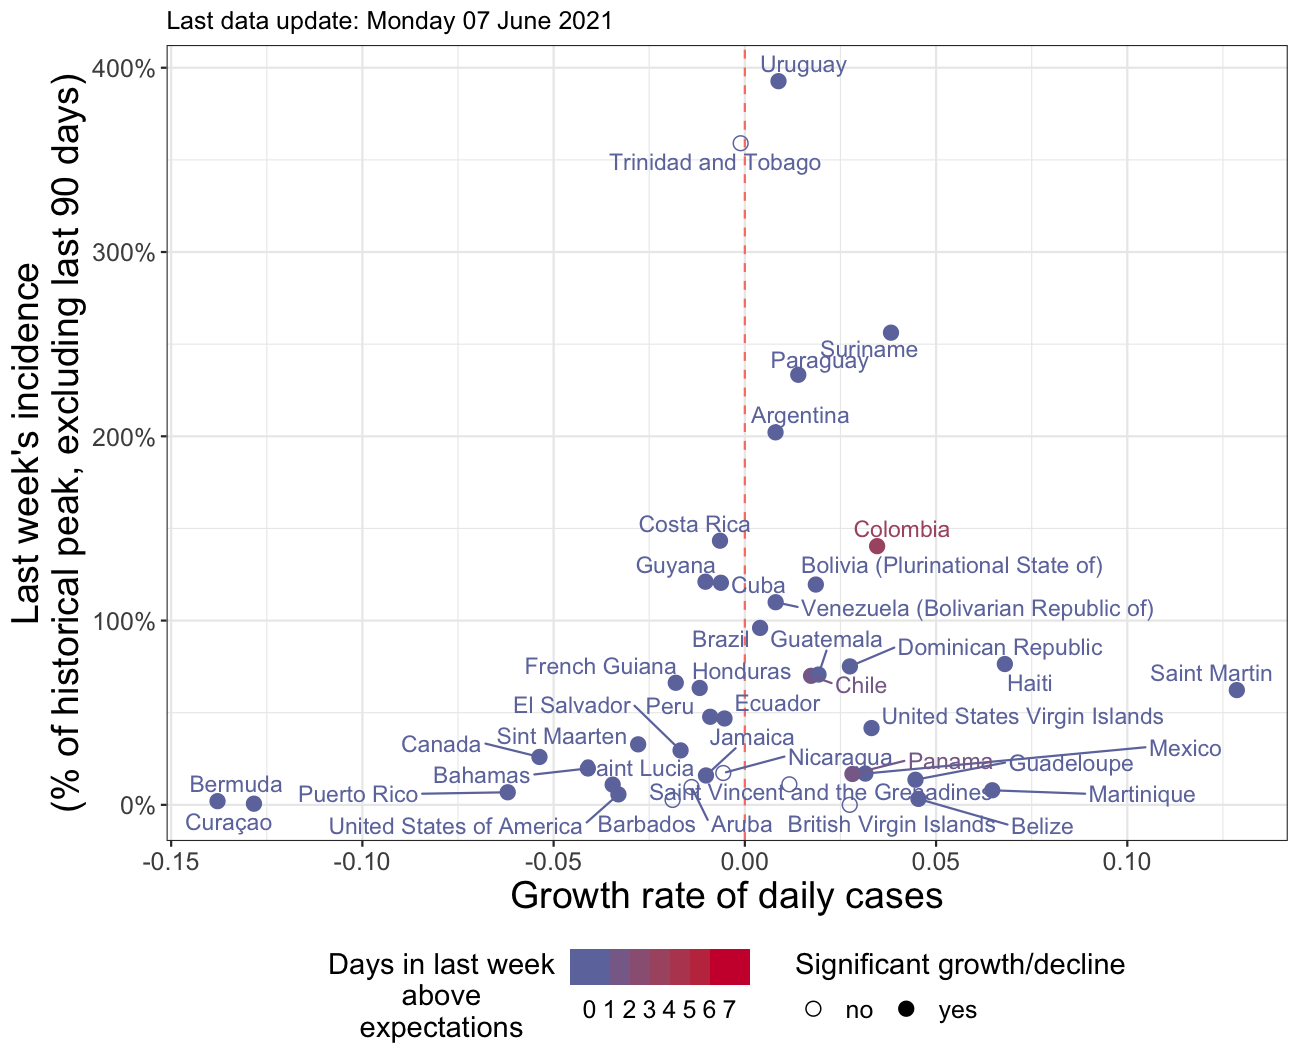 Last data update: Monday 07 June 2021
Last week's incidence
(% of historical peak, excluding last 90 days)
400%
300%
200%
100%
0%
Uruguay
Trinidad and Tobago
Suriname
Paraguay
Argentina
Costa Rica
Colombia
Guyana
Cuba
Bolivia (Plurinational State of)
Venezuela (Bolivarian Republic of)
Brazil
Guatemala
Dominican Republic
French Guiana
Honduras
Chile
Haiti
Saint Martin
El Salvador
Peru
Ecuador
United States Virgin Islands
Canada
Sint Maarten
Jamaica
Mexico
Bahamas
Saint Lucia
Nicaragua
Panama
Guadeloupe
Bermuda
Puerto Rico
Saint Vincent and the Grenadines
Martinique
Curaçao
United States of America
Barbados
Aruba
British Virgin Islands
Belize
-0.15
-0.10
-0.05
0.00
0.05
0.10
Growth rate of daily cases
Days in last week
above
expectations
0 1 2 3 4 5 6 7
Significant growth/decline
no
yes